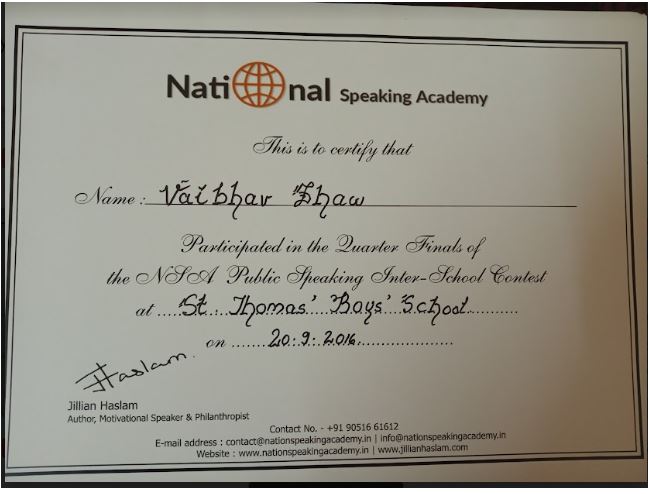 National Speaking Academy
This is to certify that
Name : Vaibhav Shaw
Participated in the Quarter Finals of
the NSA Public Speaking Inter-School Contest
at ..... St. Thomas' Boys' School ...........
on ....... 20.9.2016 ....................
JHaslam.
Jillian Haslam
Author, Motivational Speaker & Philanthropist
Contact No. - +91 90516 61612
E-mail address : contact@nationspeakingacademy.in | info@nationspeakingacademy.in
Website : www.nationspeakingacademy.in | www.jillianhaslam.com